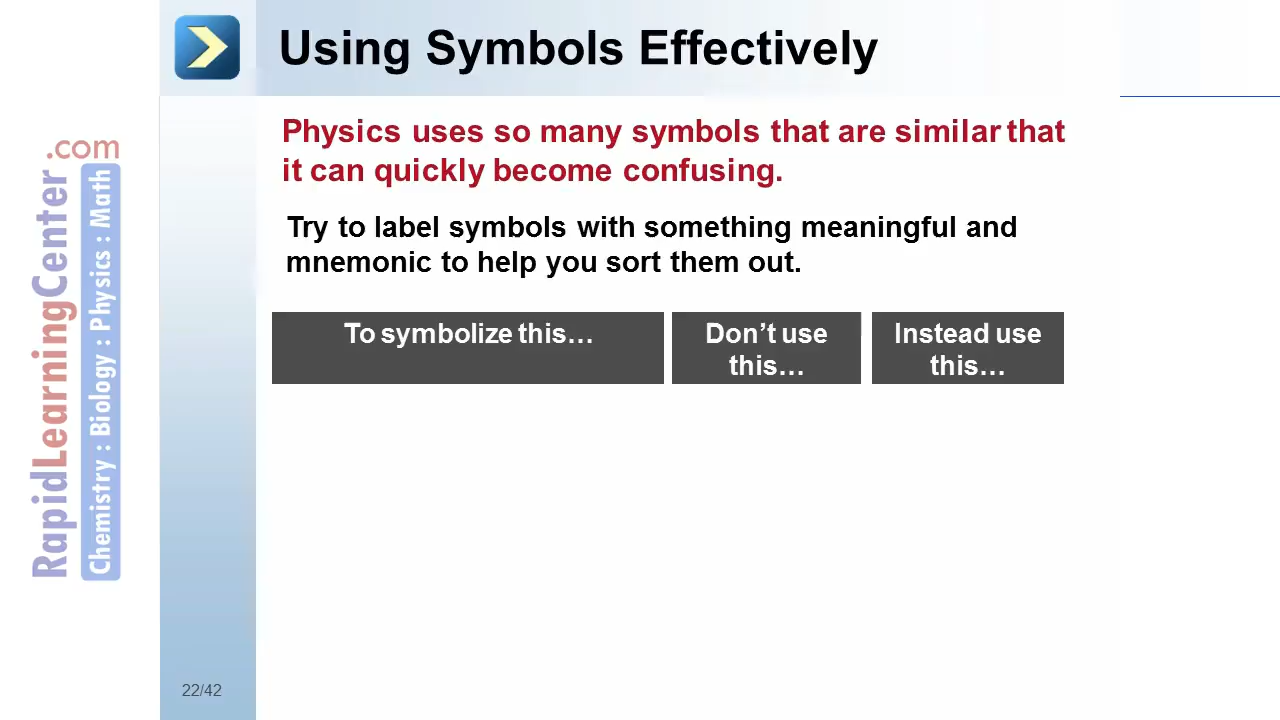 Using Symbols Effectively
Physics uses so many symbols that are similar that
it can quickly become confusing.
Try to label symbols with something meaningful and
mnemonic to help you sort them out.
To symbolize this…
Don’t use
this…
Instead use
this…
RapidLearningCenter.com
Chemistry : Biology : Physics : Math
22/42